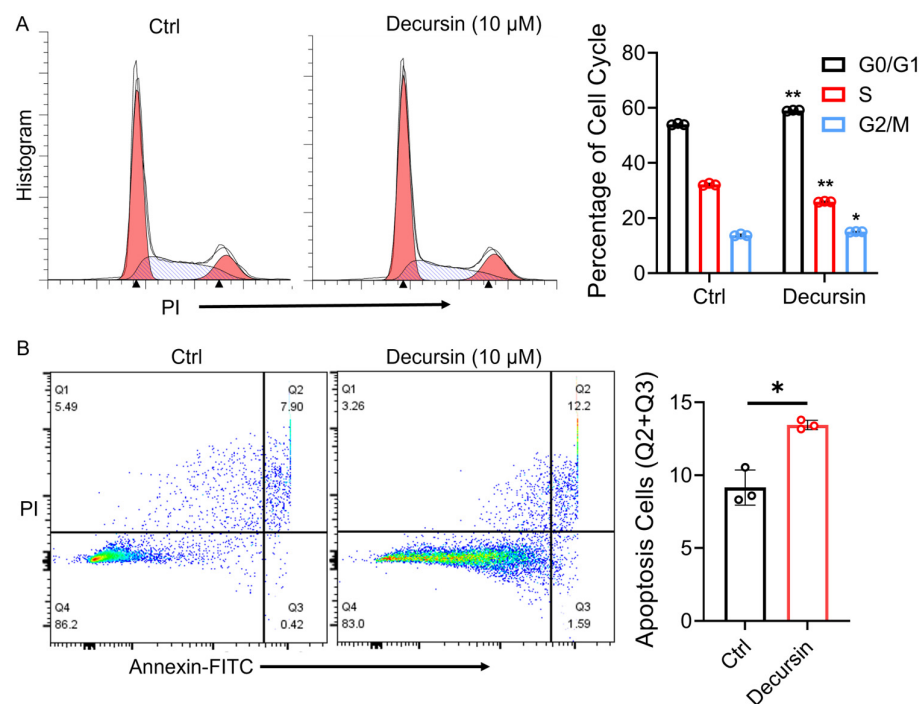 A
Ctrl
Decursin (10 μM)
Histogram
PI
Percentage of Cell Cycle
80
60
40
20
0
G0/G1
S
G2/M
**
**
*
Ctrl
Decursin
B
Ctrl
Decursin (10 μM)
Q1
5.49
Q2
7.90
Q4
86.2
Q3
0.42
Q1
3.26
Q2
12.2
Q4
83.0
Q3
1.59
PI
Annexin-FITC
Apoptosis Cells (Q2+Q3)
15
10
5
0
*
Ctrl
Decursin